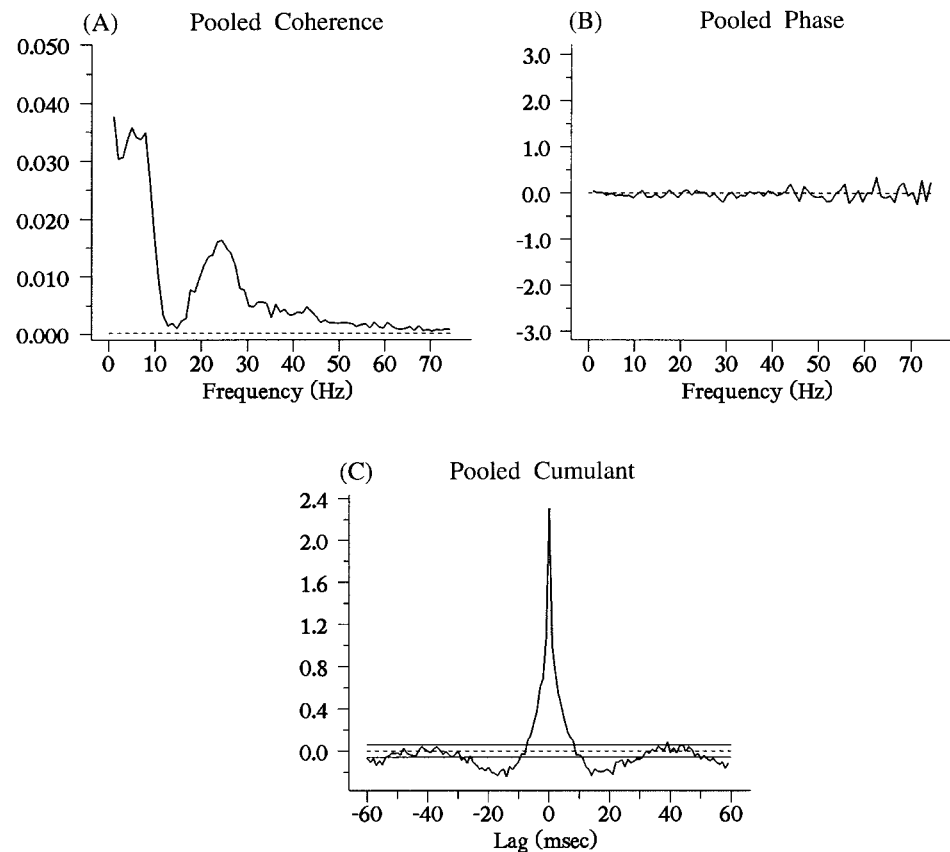 (A) Pooled Coherence
0.050
0.040
0.030
0.020
0.010
0.000
0 10 20 30 40 50 60 70
Frequency (Hz)
(B) Pooled Phase
3.0
2.0
1.0
0.0
-1.0
-2.0
-3.0
0 10 20 30 40 50 60 70
Frequency (Hz)
(C) Pooled Cumulant
2.4
2.0
1.6
1.2
0.8
0.4
0.0
-60 -40 -20 0 20 40 60
Lag (msec)